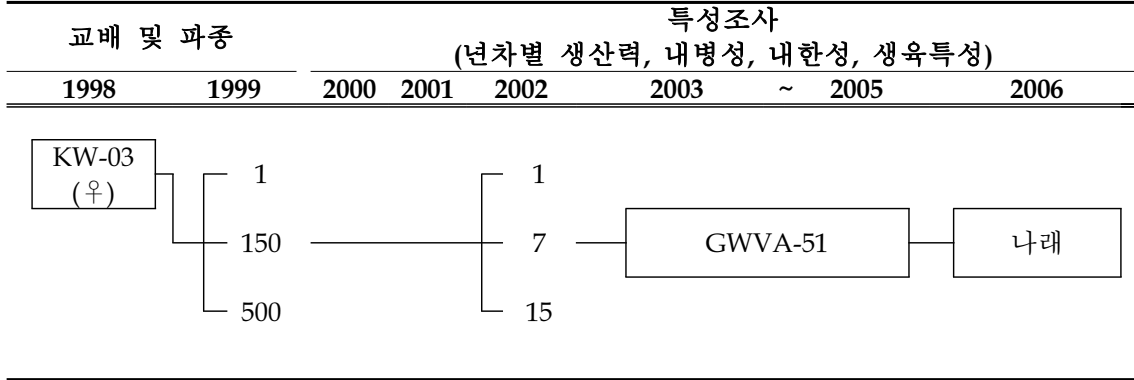 교배 및 파종
특성조사
(년차별 생산력, 내병성, 내한성, 생육특성)
1998 1999 2000 2001 2002 2003 ~ 2005 2006
KW-03
(♀)
1 1
150 7 GWVA-51 나래
500 15